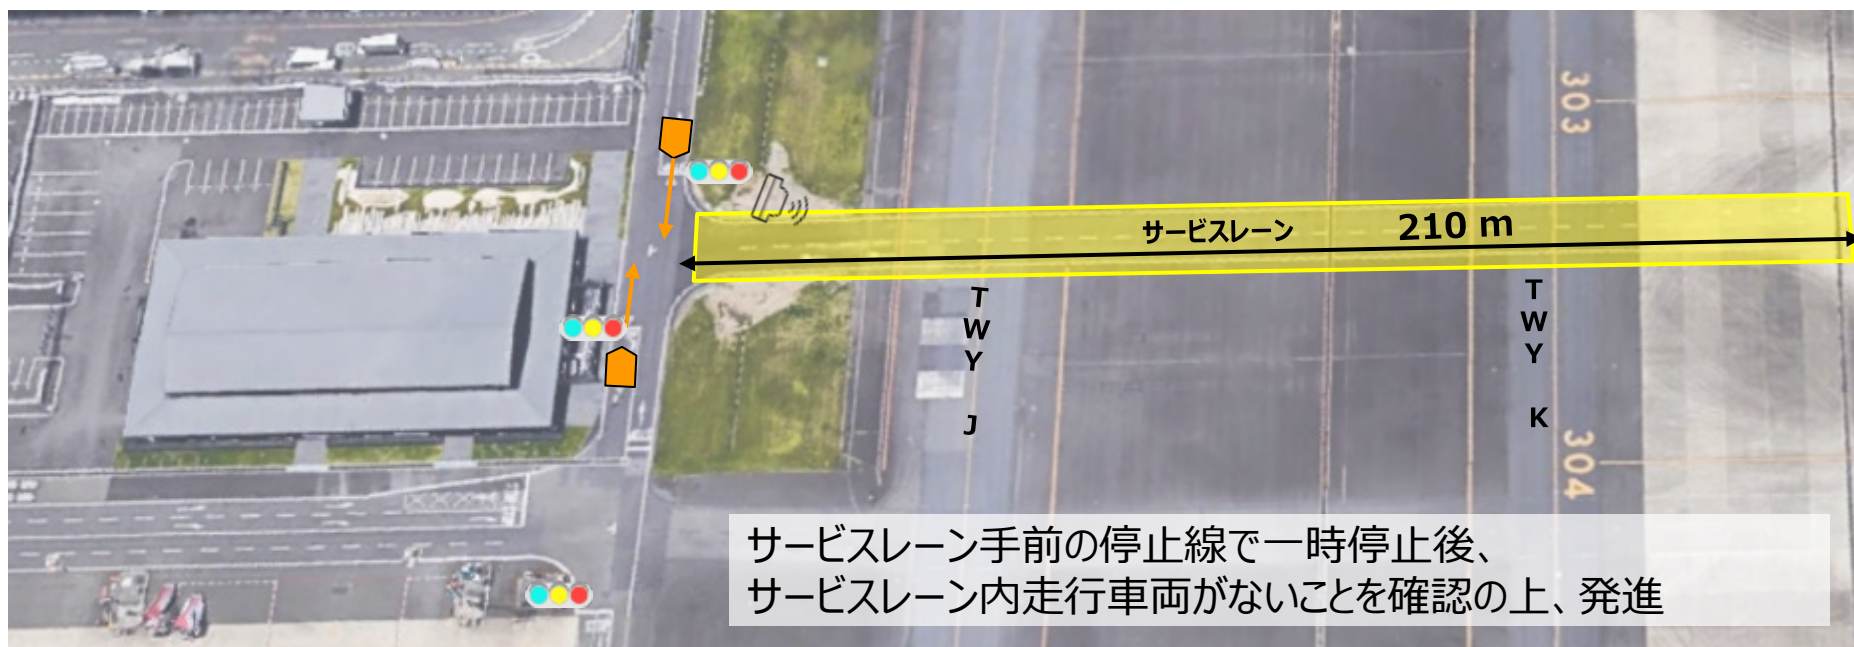 303
サービスレーン 210 m
TWY J
TWY K
304
サービスレーン手前の停止線で一時停止後、
サービスレーン内走行車両がないことを確認の上、発進